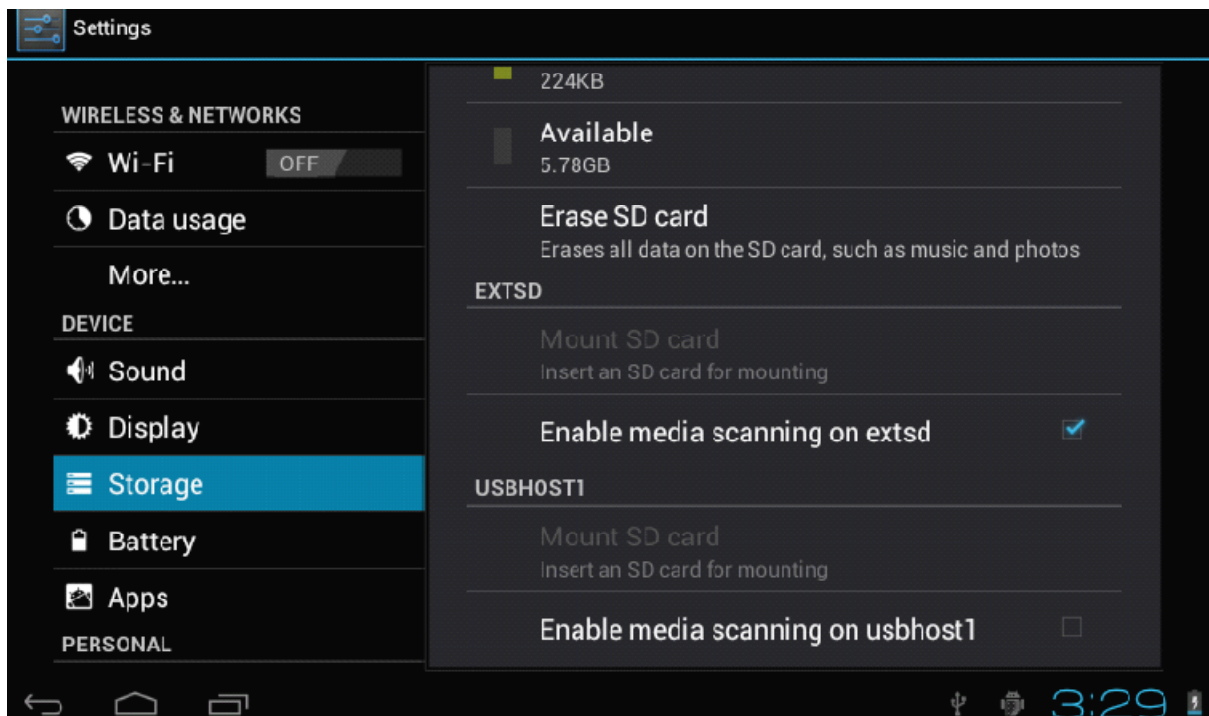 Settings
WIRELESS & NETWORKS
Wi-Fi OFF
Data usage
More...
DEVICE
Sound
Display
Storage
Battery
Apps
PERSONAL
224KB
Available
5.78GB
Erase SD card
Erases all data on the SD card, such as music and photos
EXTSD
Mount SD card
Insert an SD card for mounting
Enable media scanning on extsd
USBH0ST1
Mount SD card
Insert an SD card for mounting
Enable media scanning on usbhost1
3:29